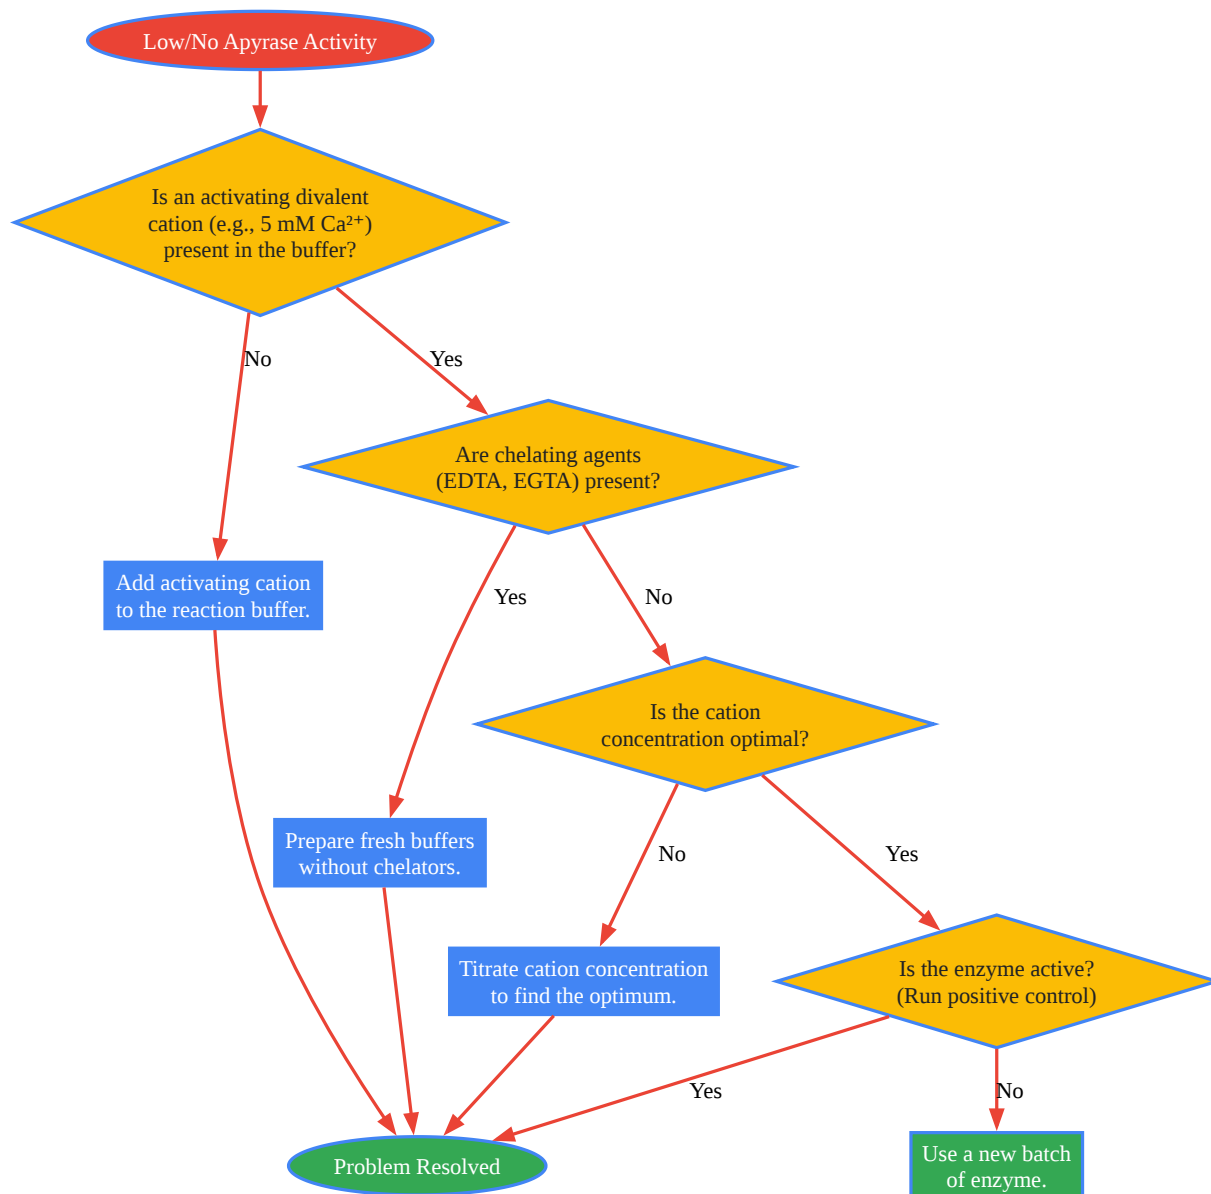 Low/No Apyrase Activity
Is an activating divalent
cation (e.g., 5 mM Ca²⁺)
present in the buffer?
No
Yes
Are chelating agents
(EDTA, EGTA) present?
Add activating cation
to the reaction buffer.
Yes
No
Is the cation
concentration optimal?
Prepare fresh buffers
without chelators.
No
Yes
Titrate cation concentration
to find the optimum.
Is the enzyme active?
(Run positive control)
Yes
No
Problem Resolved
Use a new batch
of enzyme.